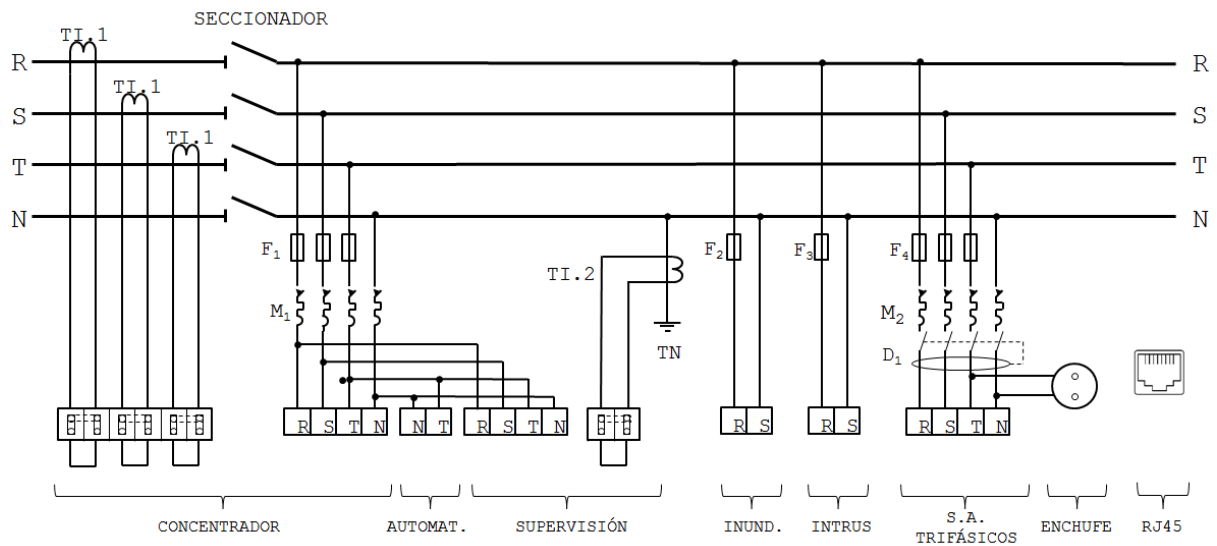 SECCIONADOR
TI.1
TI.1
TI.1
R R
S S
T T
N N
F₁
TI.2
F₂
F₃
F₄
M₁
M₂
TN
D₁
R S T N
N T
R S T N
R S
R S
R S T N
CONCENTRADOR
AUTOMAT.
SUPERVISIÓN
INUND.
INTRUS
S.A.
TRIFÁSICOS
ENCHUFE
RJ45